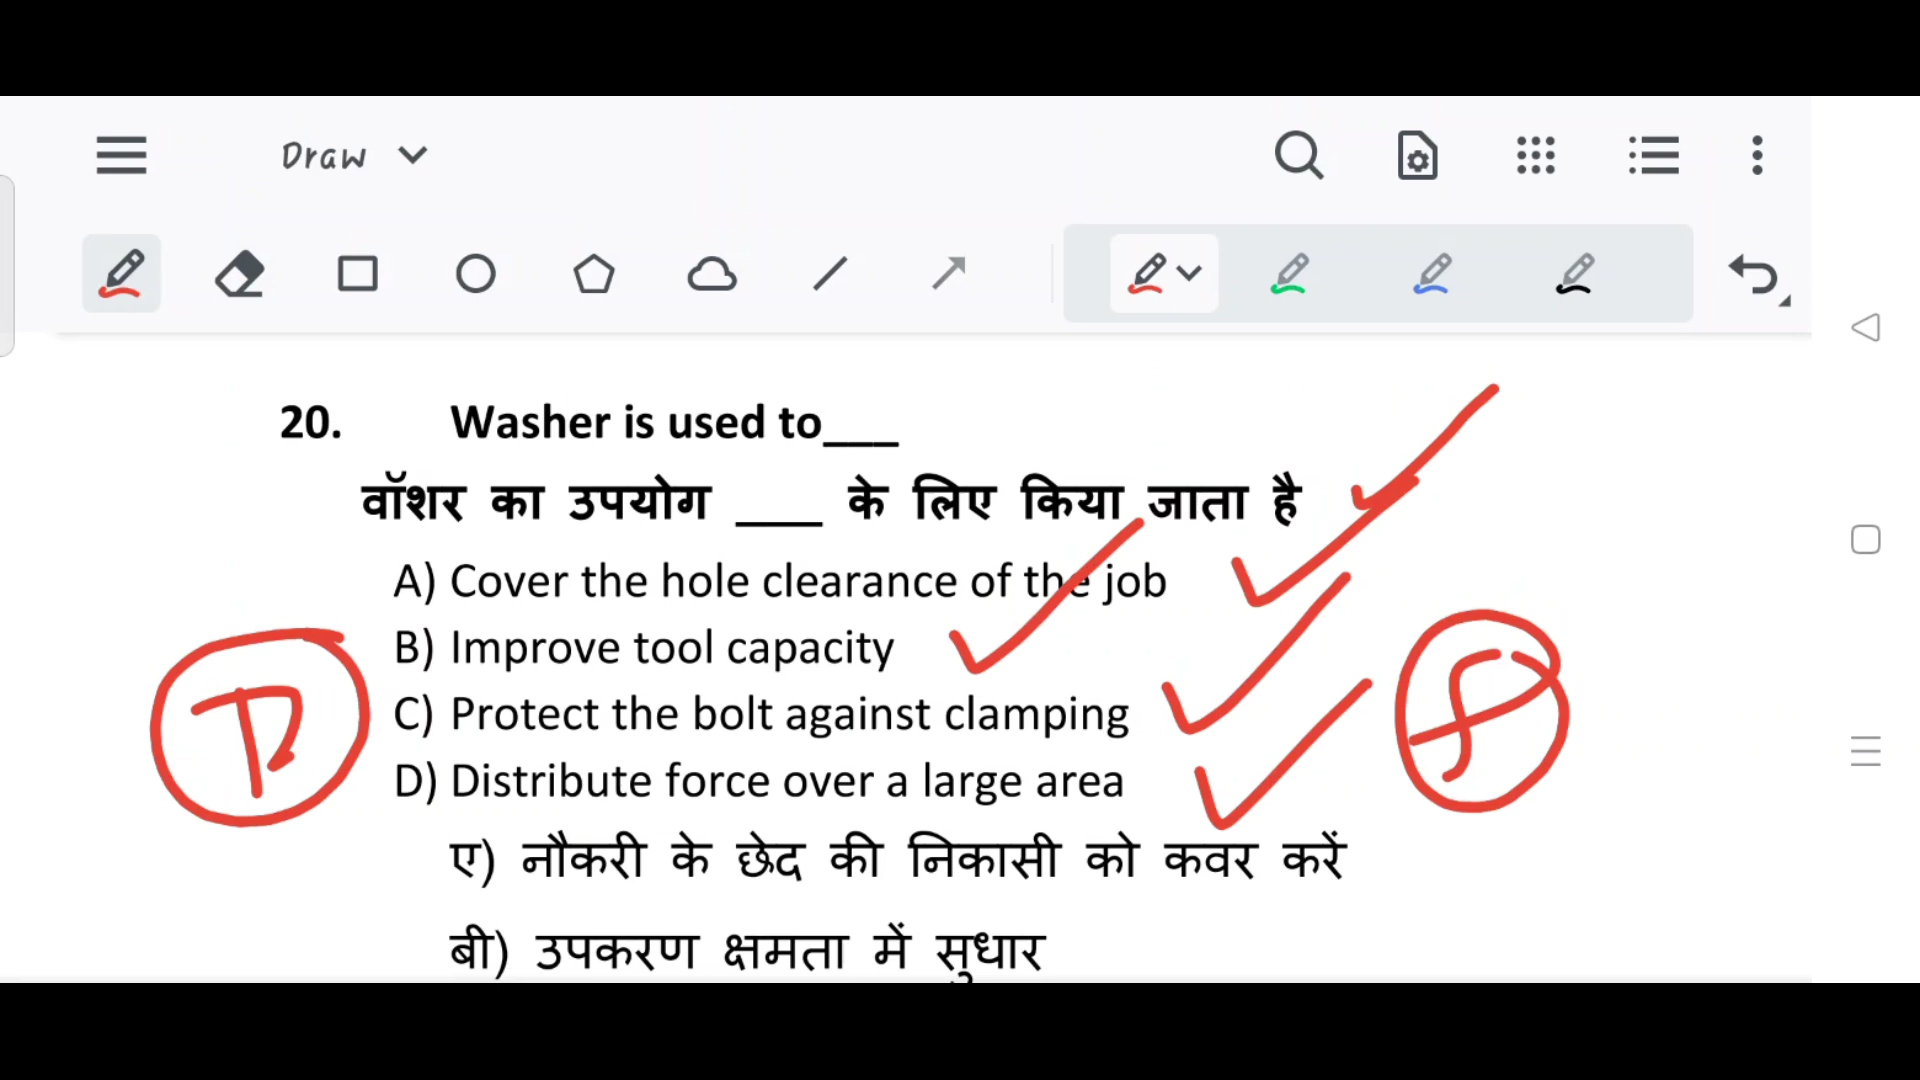 Draw
20. Washer is used to___
वॉशर का उपयोग ____ के लिए किया जाता है
A) Cover the hole clearance of the job
B) Improve tool capacity
C) Protect the bolt against clamping
D) Distribute force over a large area
ए) नौकरी के छेद की निकासी को कवर करें
बी) उपकरण क्षमता में सुधार